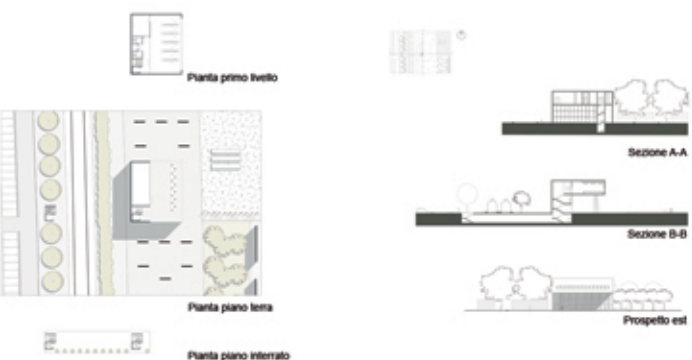 Pianta primo livello
Pianta piano terra
Pianta piano interrato
Sezione A-A
Sezione B-B
Prospetto est